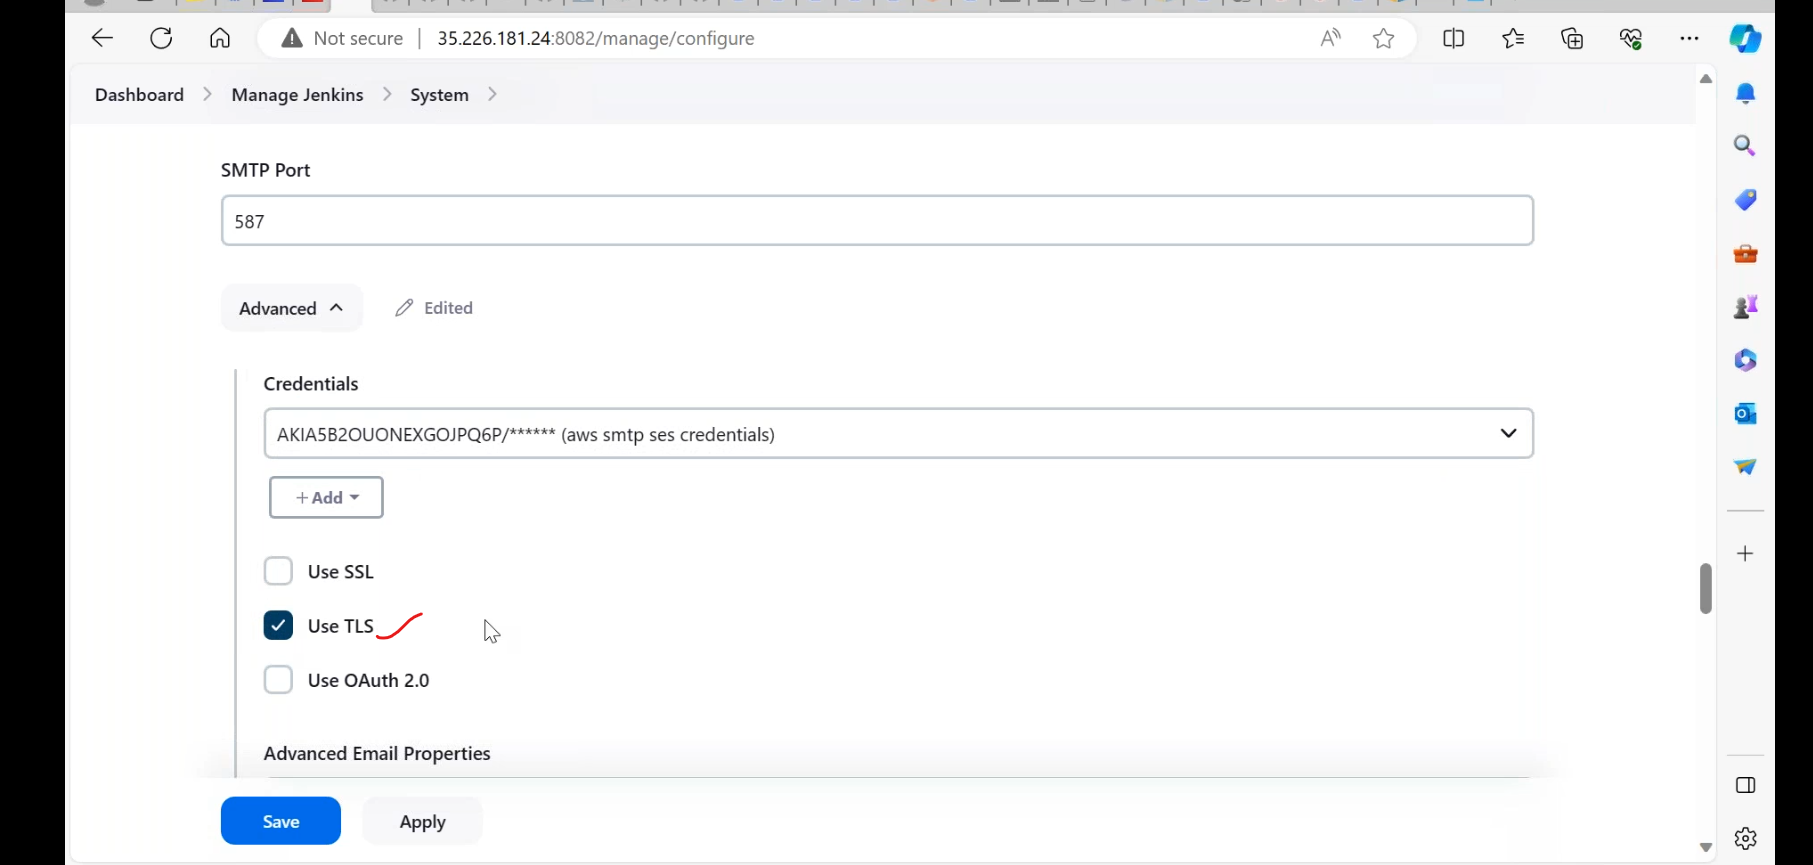 Not secure
35.226.181.24:8082/manage/configure
Dashboard > Manage Jenkins > System >
SMTP Port
587
Advanced
Edited
Credentials
AKIA5B2OUONEXGOJPQ6P/****** (aws smtp ses credentials)
+ Add
Use SSL
Use TLS
Use OAuth 2.0
Advanced Email Properties
Save
Apply